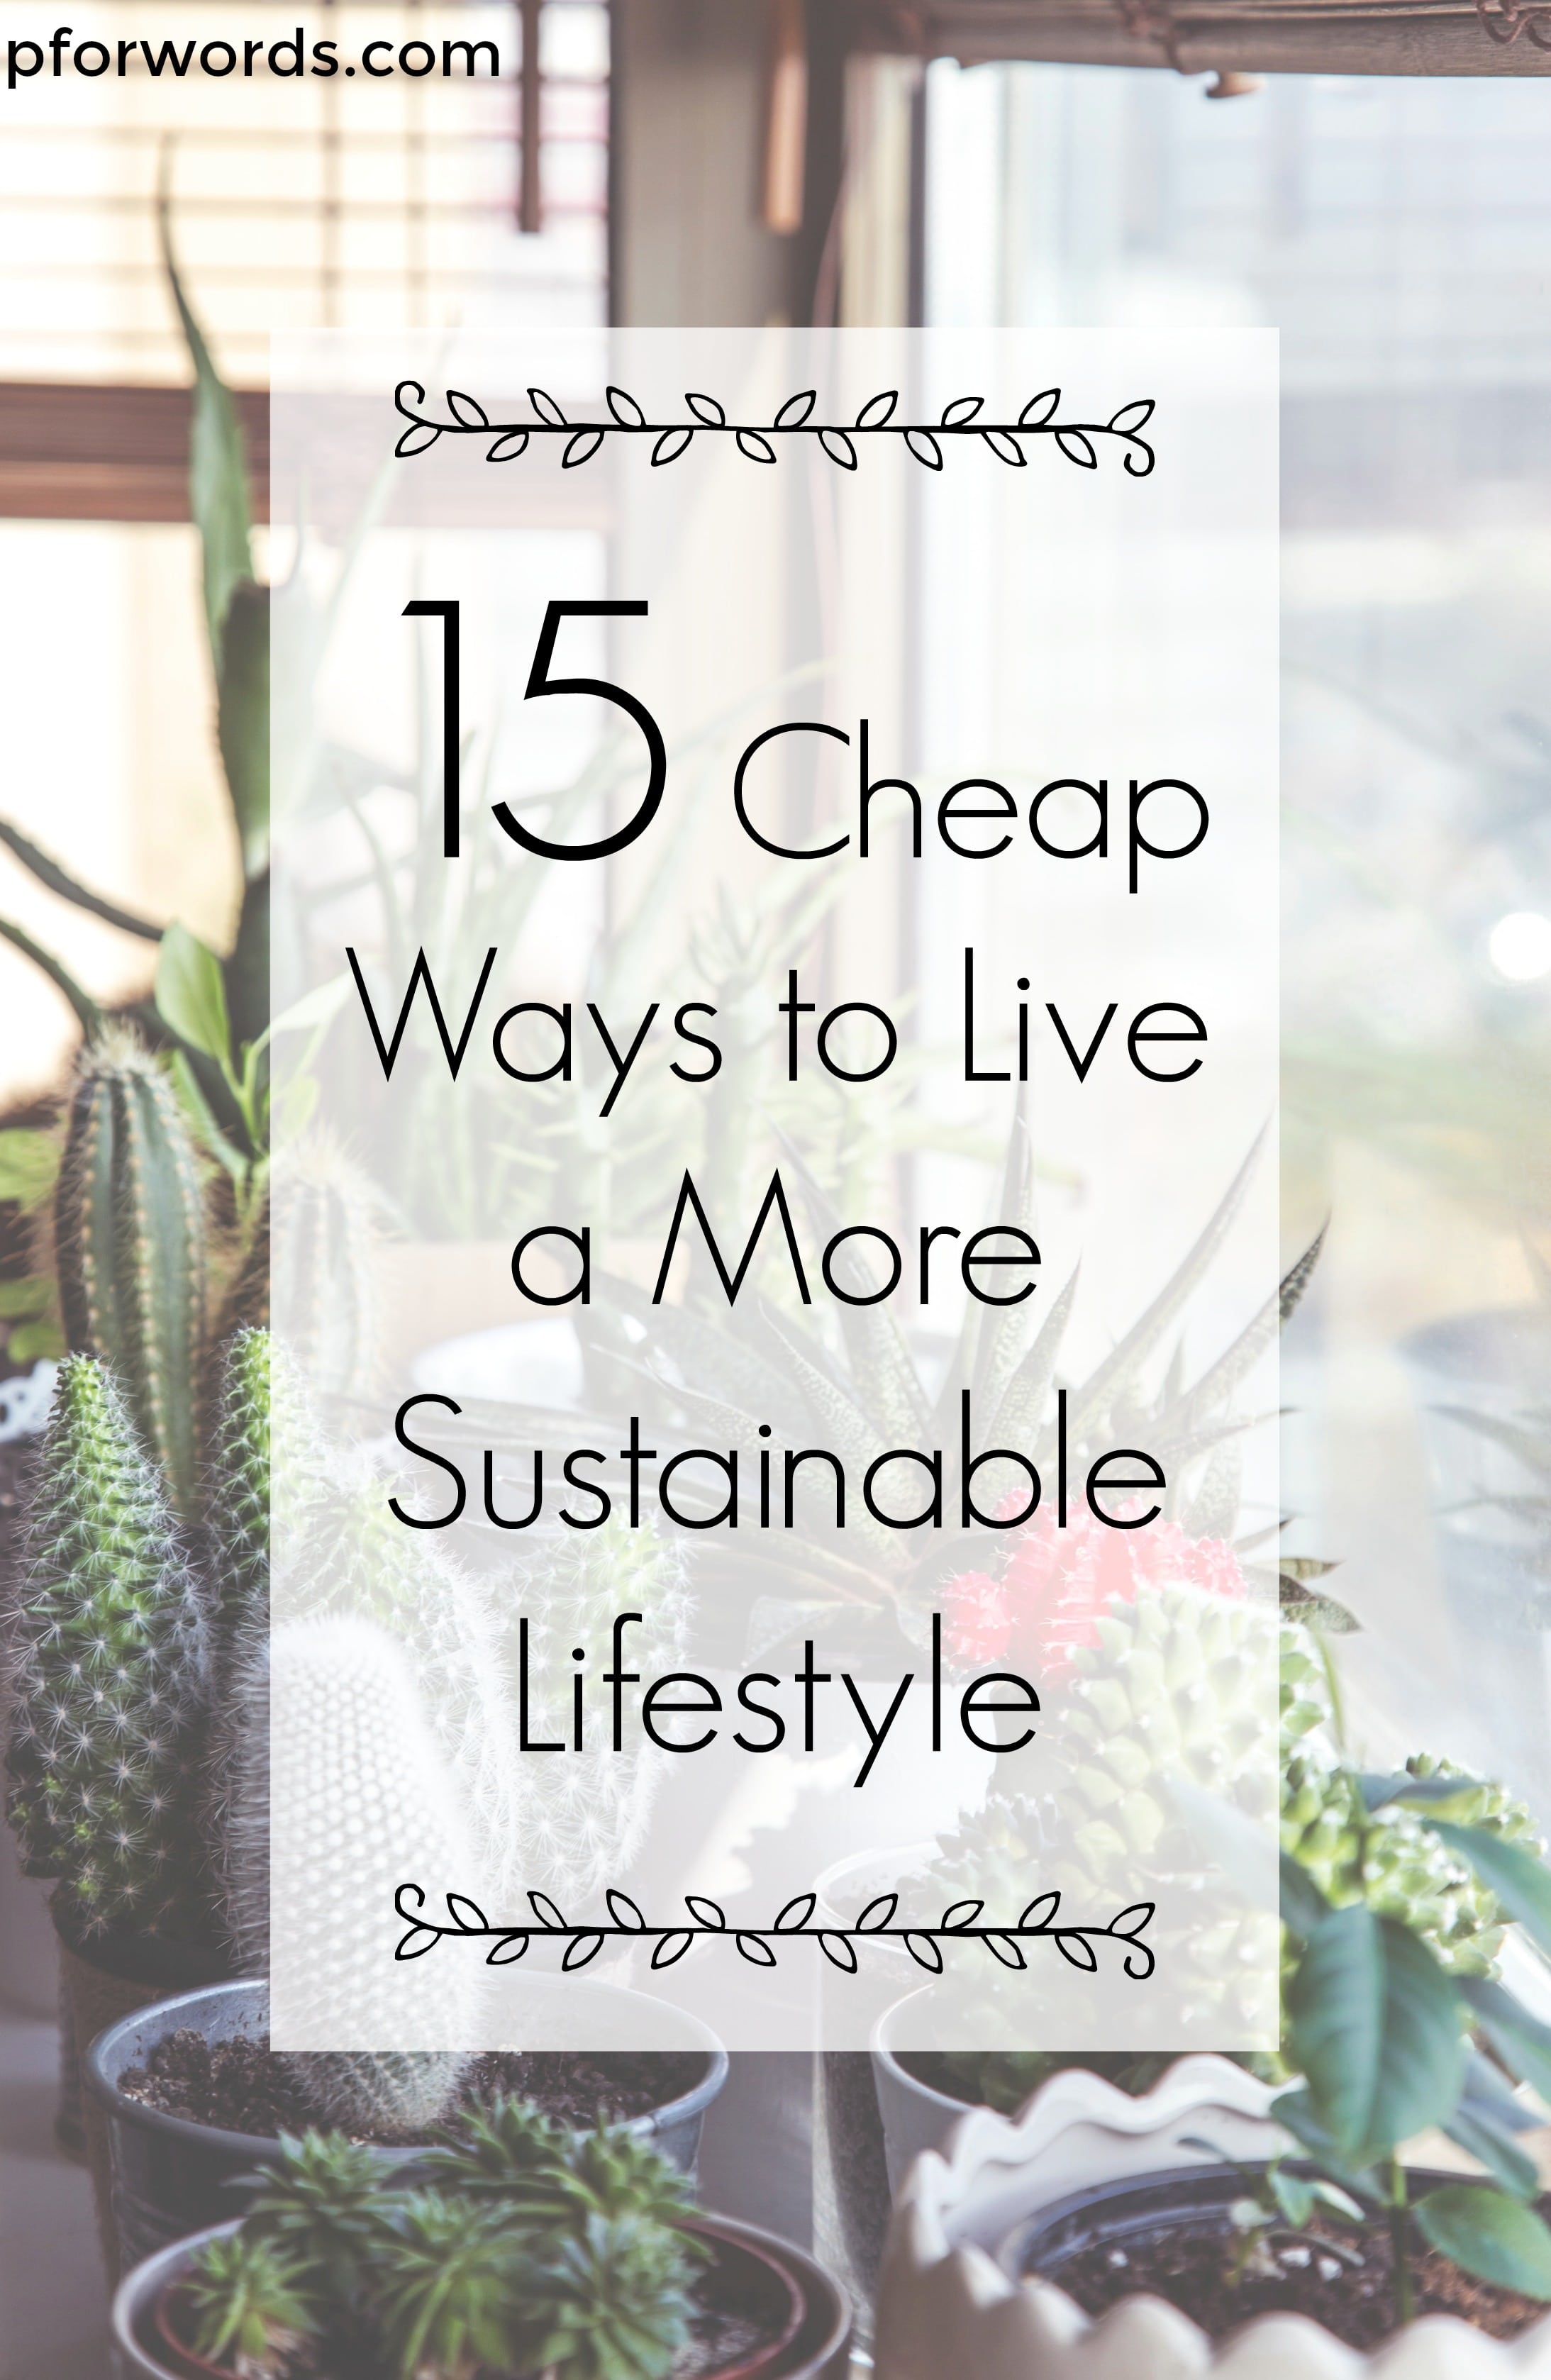 pforwords.com
15 Cheap
Ways to Live
a More
Sustainable
Lifestyle